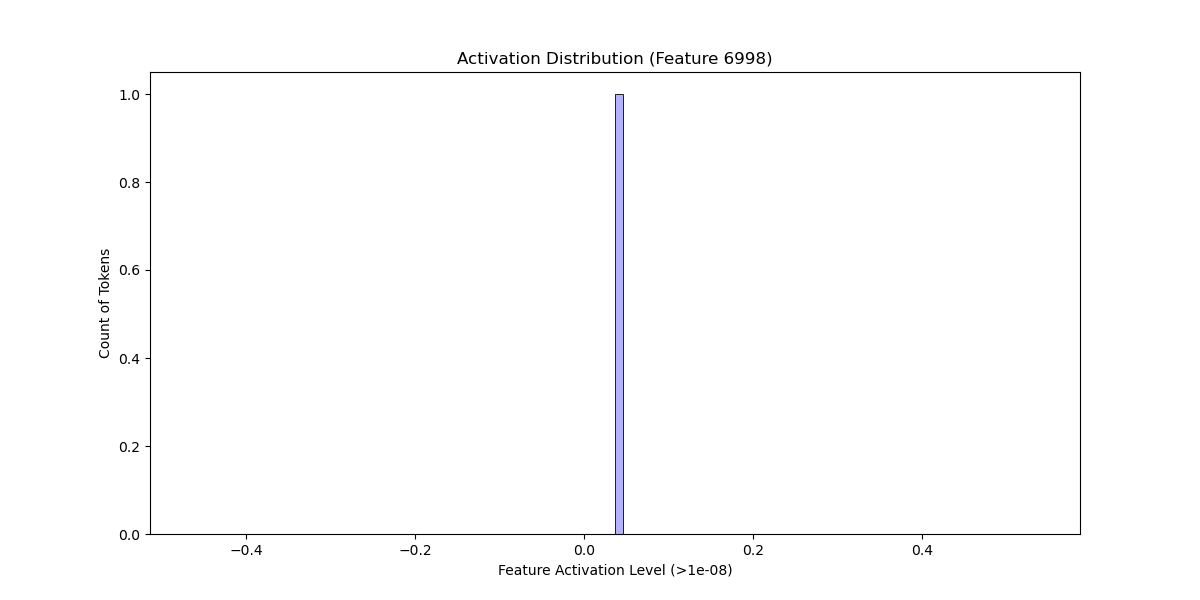 Activation Distribution (Feature 6998)
1.0
0.8
0.6
0.4
0.2
0.0
Count of Tokens
−0.4 −0.2 0.0 0.2 0.4
Feature Activation Level (>1e-08)